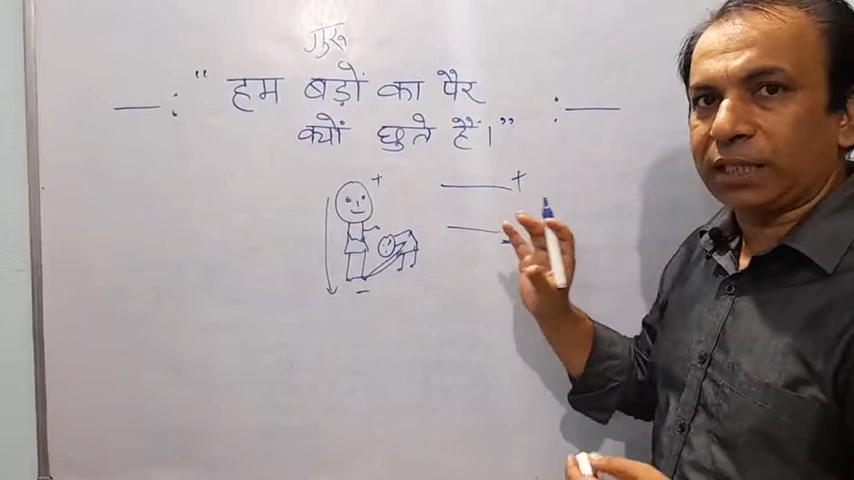 गुरू
—: "हम बड़ों का पैर :—
क्यों छुते हैं।"
+
— +
—
-